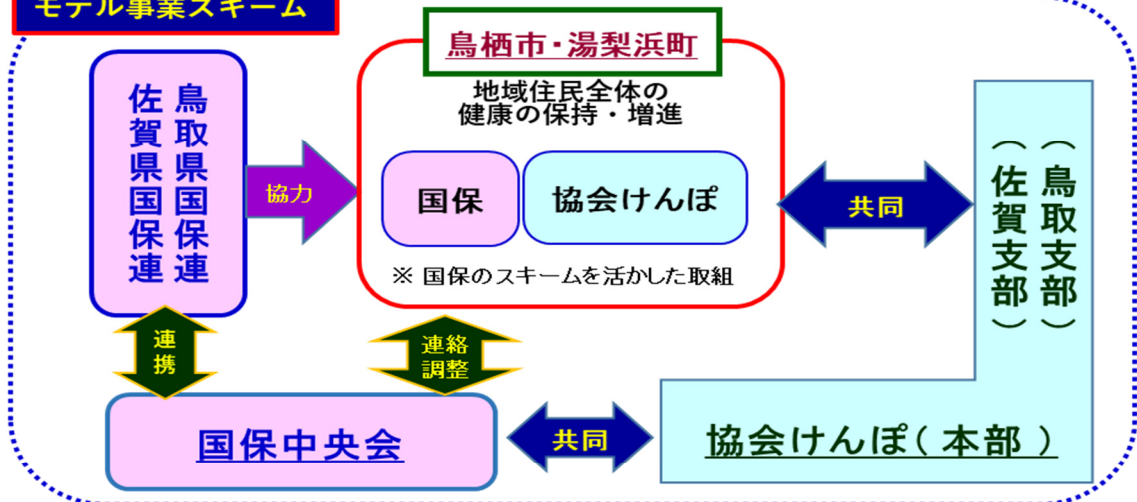 モデル事業スキーム
鳥栖市・湯梨浜町
地域住民全体の
健康の保持・増進
国保
協会けんぽ
※ 国保のスキームを活かした取組
鳥取県国保連
佐賀県国保連
協力
共同
（鳥取支部）
（佐賀支部）
連携
連絡
調整
国保中央会
共同
協会けんぽ（本部）